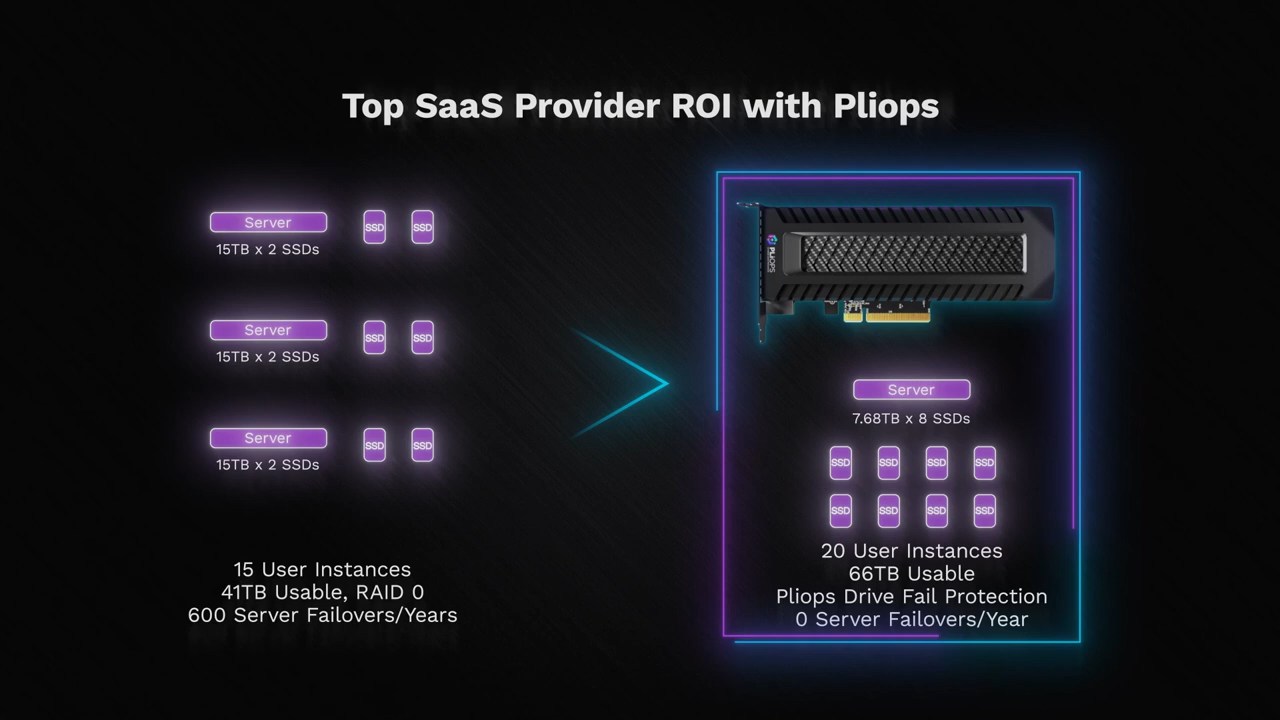 Top SaaS Provider ROI with Pliops
Server
SSD
SSD
15TB x 2 SSDs
Server
SSD
SSD
15TB x 2 SSDs
Server
SSD
SSD
15TB x 2 SSDs
15 User Instances
41TB Usable, RAID 0
600 Server Failovers/Years
PLIOPS
Server
7.68TB x 8 SSDs
SSD
SSD
SSD
SSD
SSD
SSD
SSD
SSD
20 User Instances
66TB Usable
Pliops Drive Fail Protection
0 Server Failovers/Year